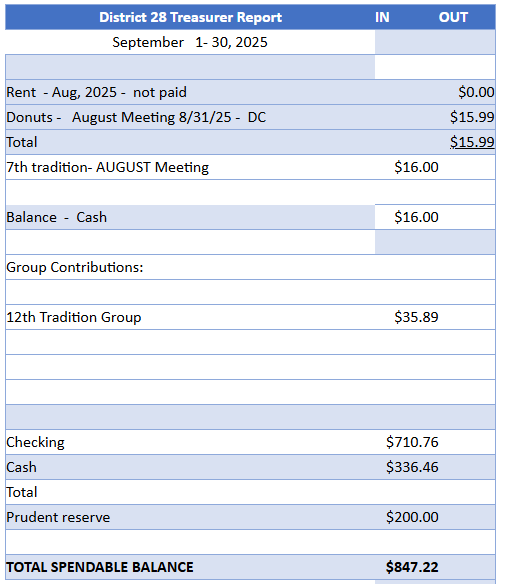 District 28 Treasurer Report IN OUT
September 1- 30, 2025
Rent - Aug, 2025 - not paid $0.00
Donuts - August Meeting 8/31/25 - DC $15.99
Total $15.99
7th tradition- AUGUST Meeting $16.00
Balance - Cash $16.00
Group Contributions:
12th Tradition Group $35.89
Checking $710.76
Cash $336.46
Total
Prudent reserve $200.00
TOTAL SPENDABLE BALANCE $847.22